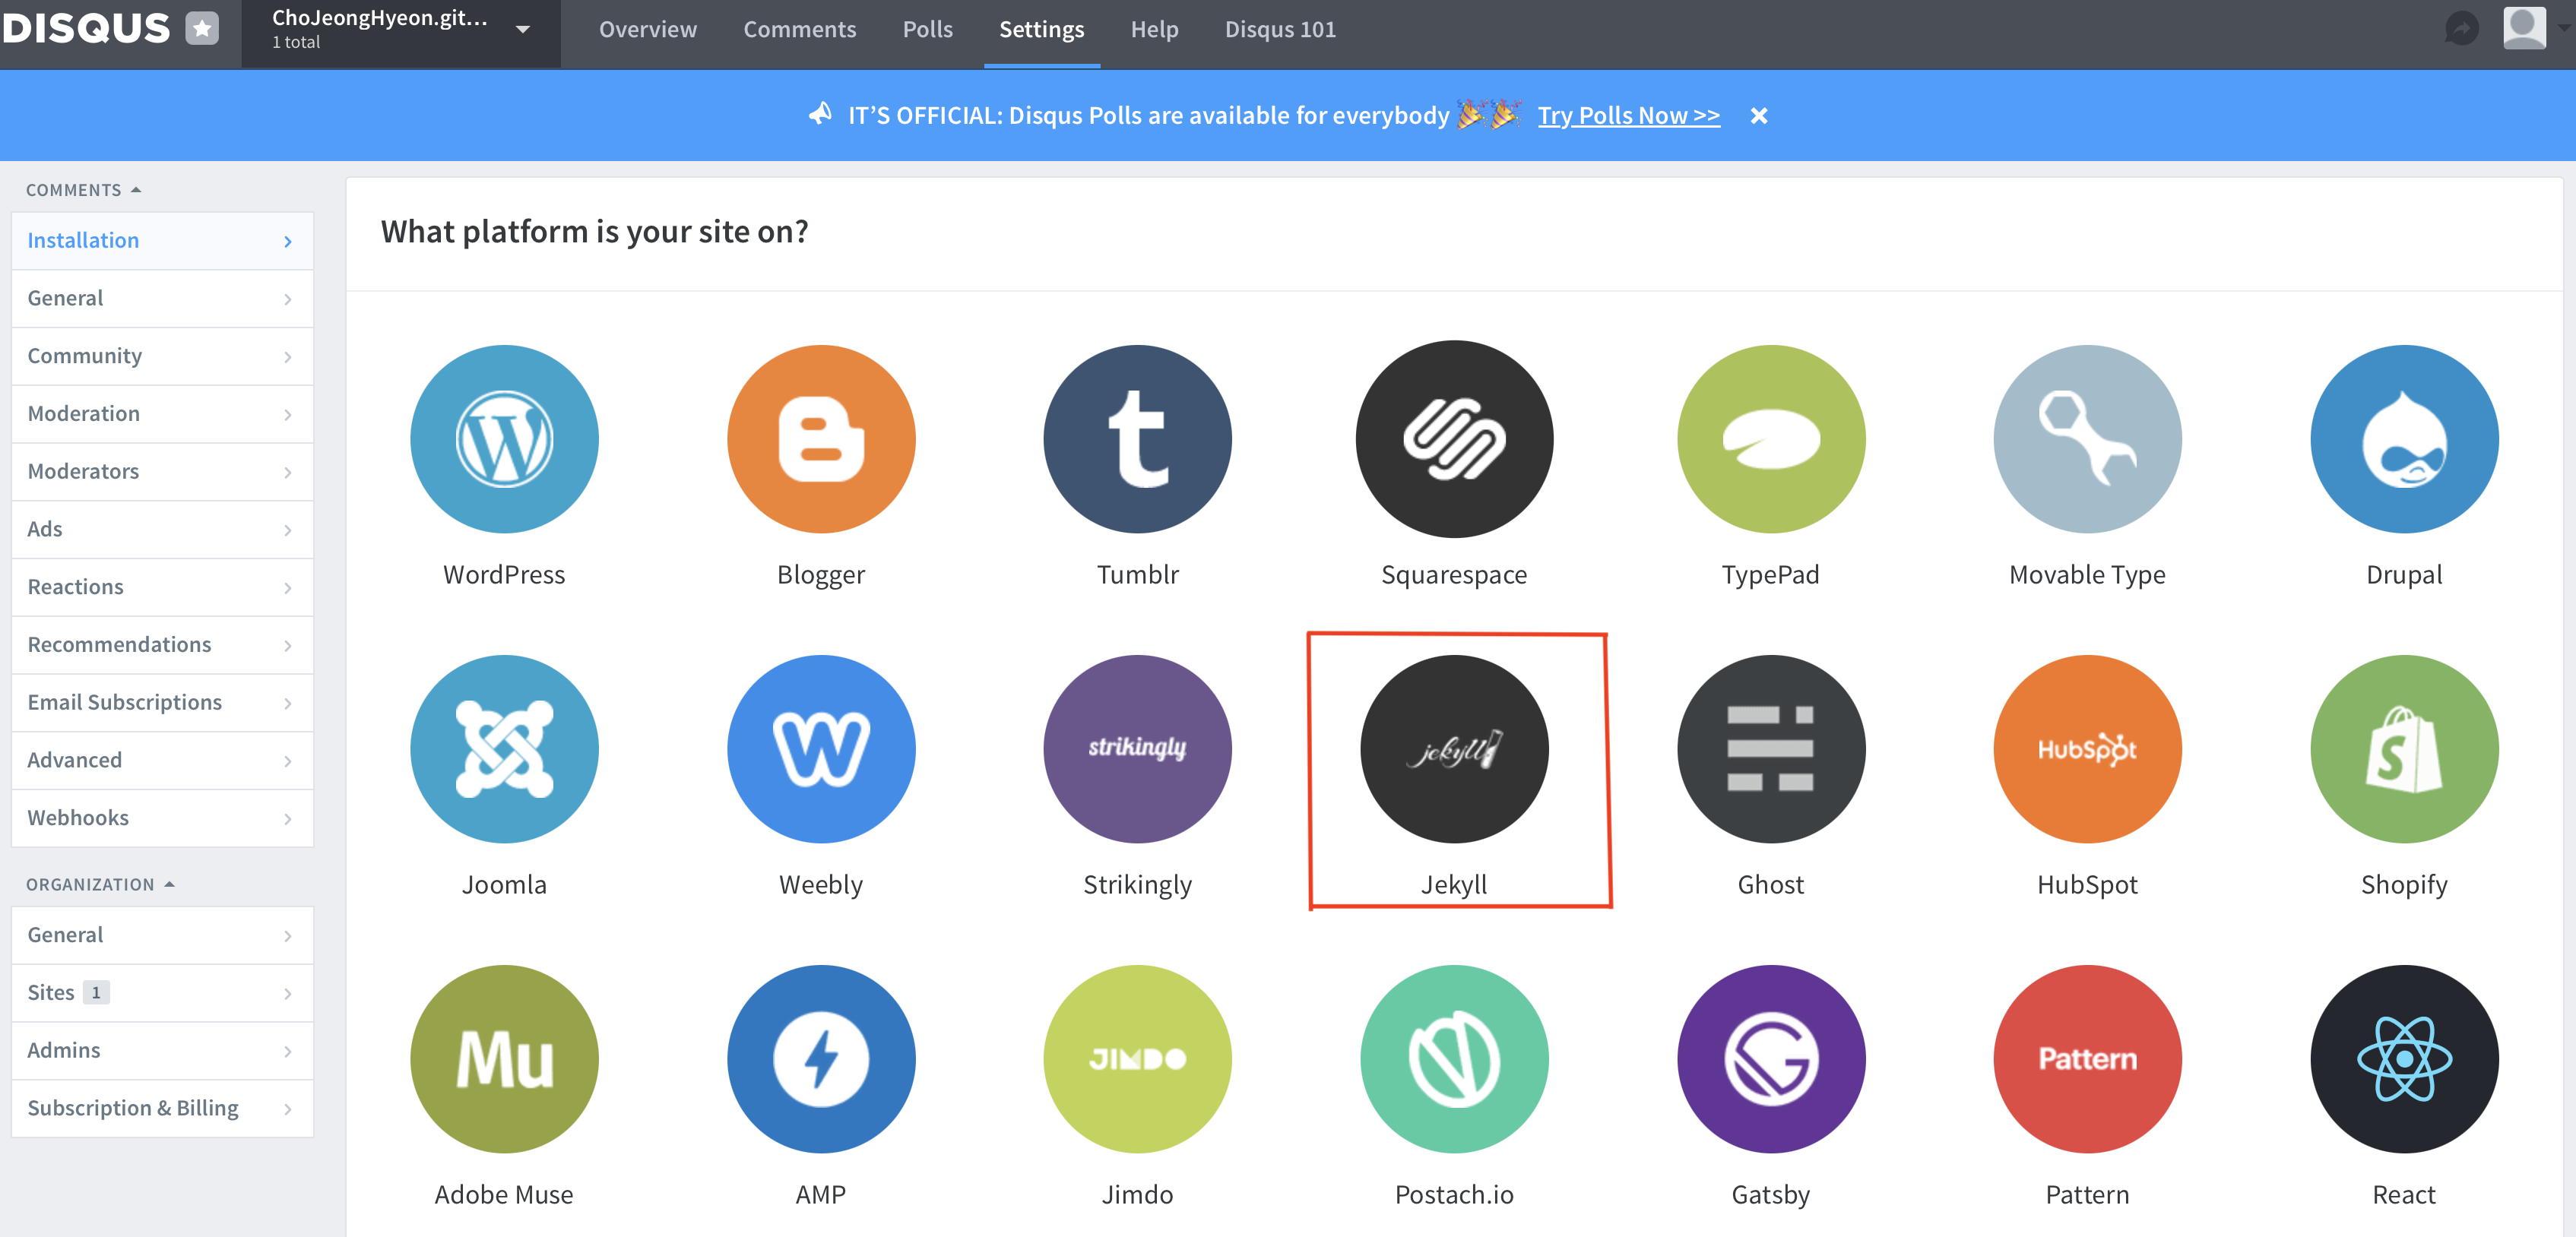 DISQUS
ChoJeongHyeon.git...
1 total
Overview
Comments
Polls
Settings
Help
Disqus 101
IT’S OFFICIAL: Disqus Polls are available for everybody 🎉🎉 Try Polls Now >>
COMMENTS
Installation
General
Community
Moderation
Moderators
Ads
Reactions
Recommendations
Email Subscriptions
Advanced
Webhooks
ORGANIZATION
General
Sites 1
Admins
Subscription & Billing
What platform is your site on?
WordPress
Blogger
Tumblr
Squarespace
TypePad
Movable Type
Drupal
strikingly
jekyll
HubSpot
Joomla
Weebly
Strikingly
Jekyll
Ghost
HubSpot
Shopify
Mu
JIMDO
Pattern
Adobe Muse
AMP
Jimdo
Postach.io
Gatsby
Pattern
React